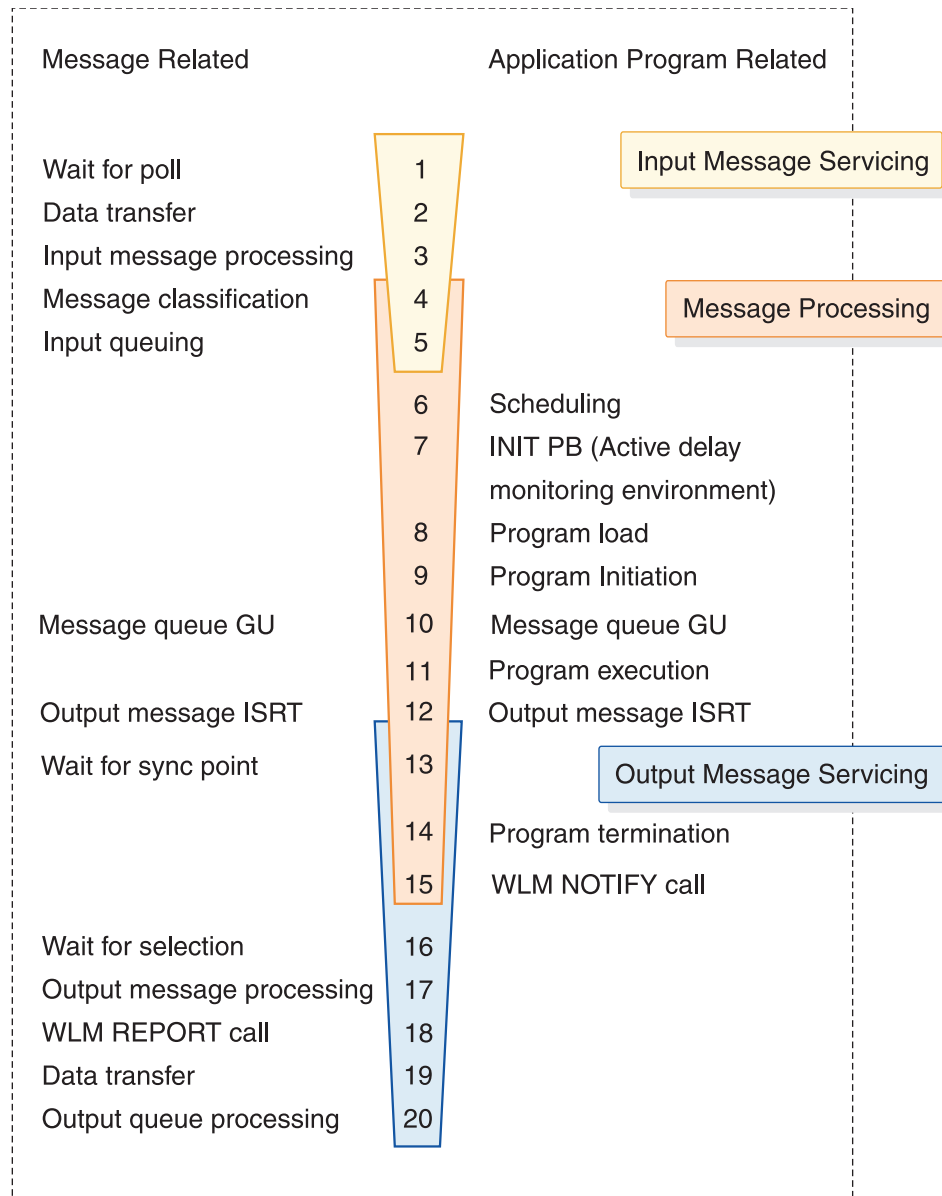 Message Related Application Program Related
Wait for poll 1 Input Message Servicing
Data transfer 2
Input message processing 3
Message classification 4 Message Processing
Input queuing 5
6 Scheduling
7 INIT PB (Active delay
monitoring environment)
8 Program load
9 Program Initiation
Message queue GU 10 Message queue GU
11 Program execution
Output message ISRT 12 Output message ISRT
Wait for sync point 13 Output Message Servicing
14 Program termination
15 WLM NOTIFY call
Wait for selection 16
Output message processing 17
WLM REPORT call 18
Data transfer 19
Output queue processing 20